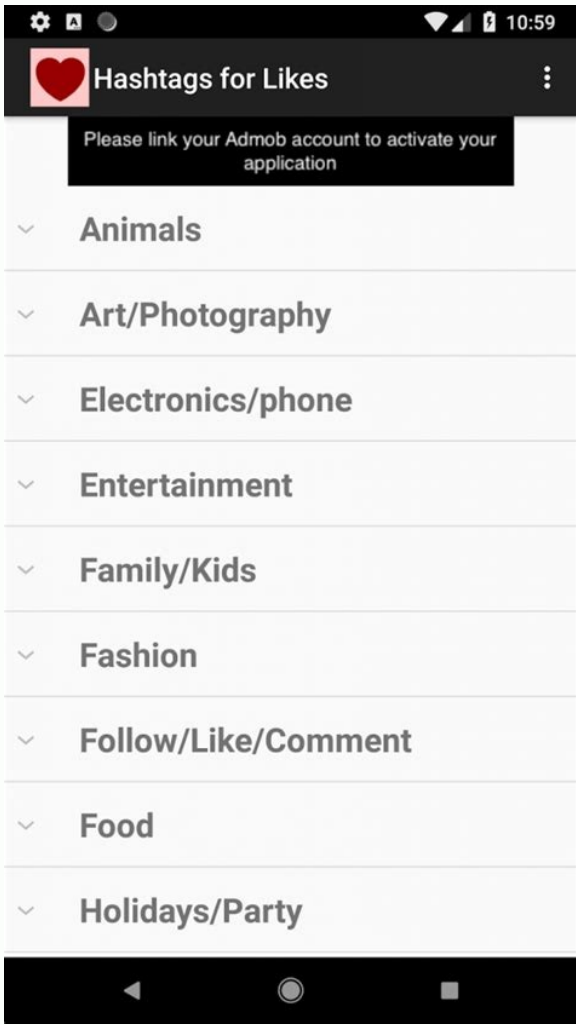 10:59
Hashtags for Likes
Please link your Admob account to activate your
application
Animals
Art/Photography
Electronics/phone
Entertainment
Family/Kids
Fashion
Follow/Like/Comment
Food
Holidays/Party